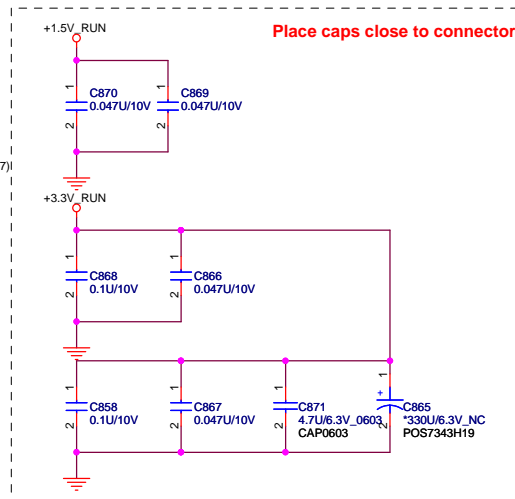 +1.5V_RUN
Place caps close to connector
1
1
C870
C869
0.047U/10V
0.047U/10V
2
2
7)
+3.3V_RUN
1
1
C868
C866
0.1U/10V
0.047U/10V
2
2
1
1
1
1
+
C858
C867
C871
C865
0.1U/10V
0.047U/10V
4.7U/6.3V_0603
*330U/6.3V_NC
CAP0603
POS7343H19
2
2
2
2